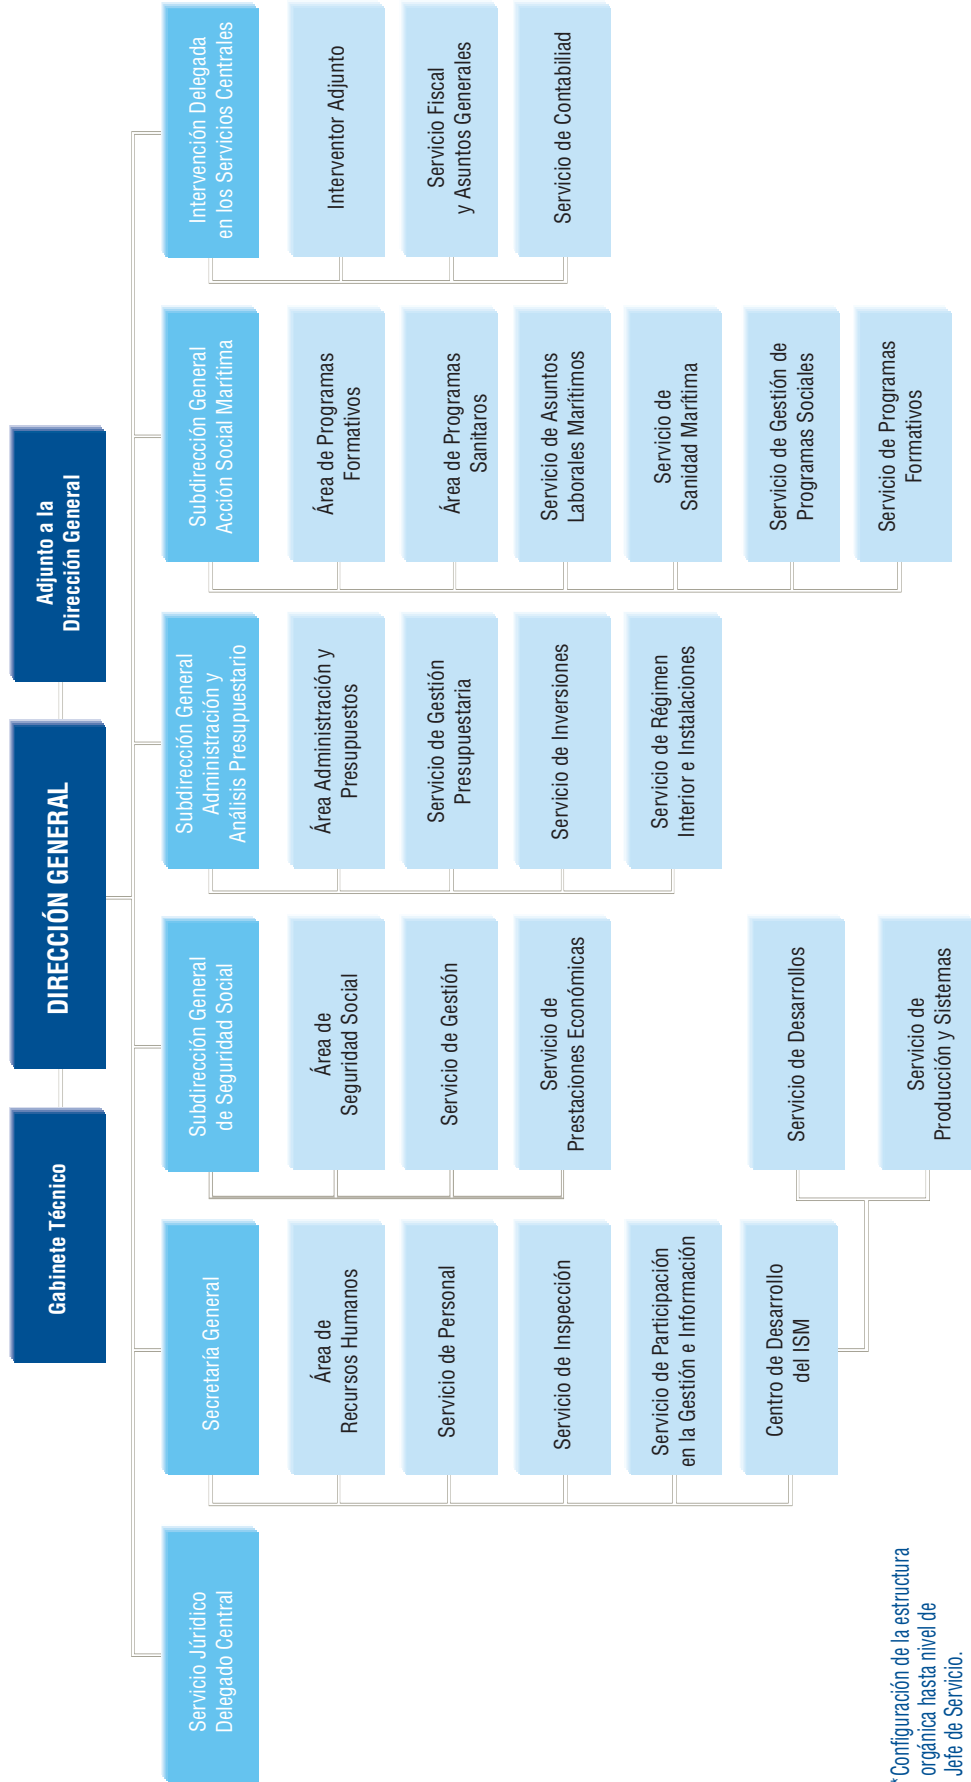 Gabinete Técnico
DIRECCIÓN GENERAL
Adjunto a la
Dirección General
Servicio Júridico
Delegado Central
Secretaría General
Área de
Recursos Humanos
Servicio de Personal
Servicio de Inspección
Servicio de Participación
en la Gestión e Información
Centro de Desarrollo
del ISM
Servicio de Desarrollos
Servicio de
Producción y Sistemas
Subdirección General
de Seguridad Social
Área de
Seguridad Social
Servicio de Gestión
Servicio de
Prestaciones Económicas
Subdirección General
Administración y
Análisis Presupuestario
Área Administración y
Presupuestos
Servicio de Gestión
Presupuestaria
Servicio de Inversiones
Servicio de Régimen
Interior e Instalaciones
Subdirección General
Acción Social Marítima
Área de Programas
Formativos
Área de Programas
Sanitaros
Servicio de Asuntos
Laborales Marítimos
Servicio de
Sanidad Marítima
Servicio de Gestión de
Programas Sociales
Servicio de Programas
Formativos
Intervención Delegada
en los Servicios Centrales
Interventor Adjunto
Servicio Fiscal
y Asuntos Generales
Servicio de Contabiliad
*Configuración de la estructura
orgánica hasta nivel de
Jefe de Servicio.